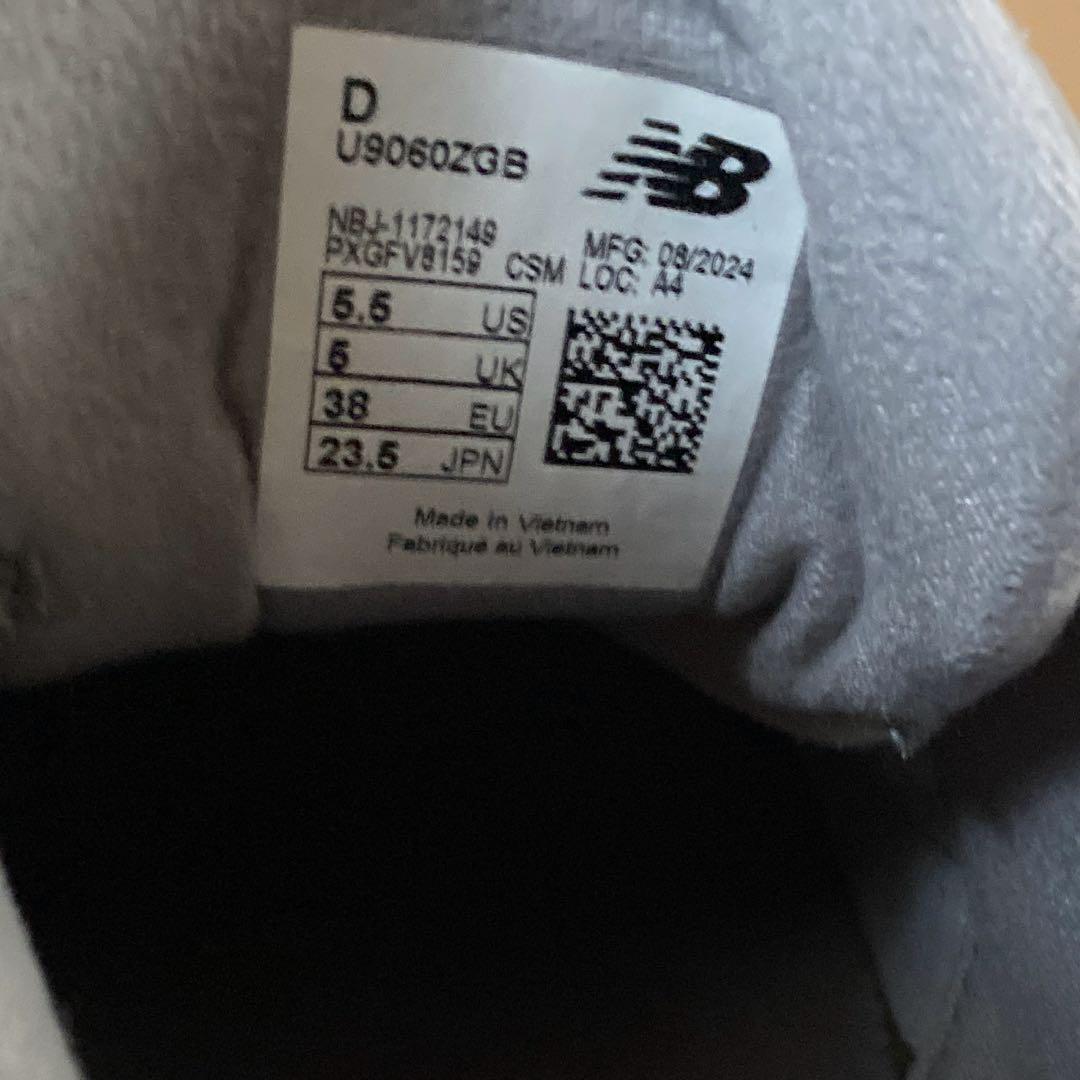 D
U9060ZGB
NB
NBJ-1172149
PXGFV8159 CSM
MFG: 08/2024
LOC: A4
5.5 US
5 UK
38 EU
23.5 JPN
Made in Vietnam
Fabriqué au Vietnam